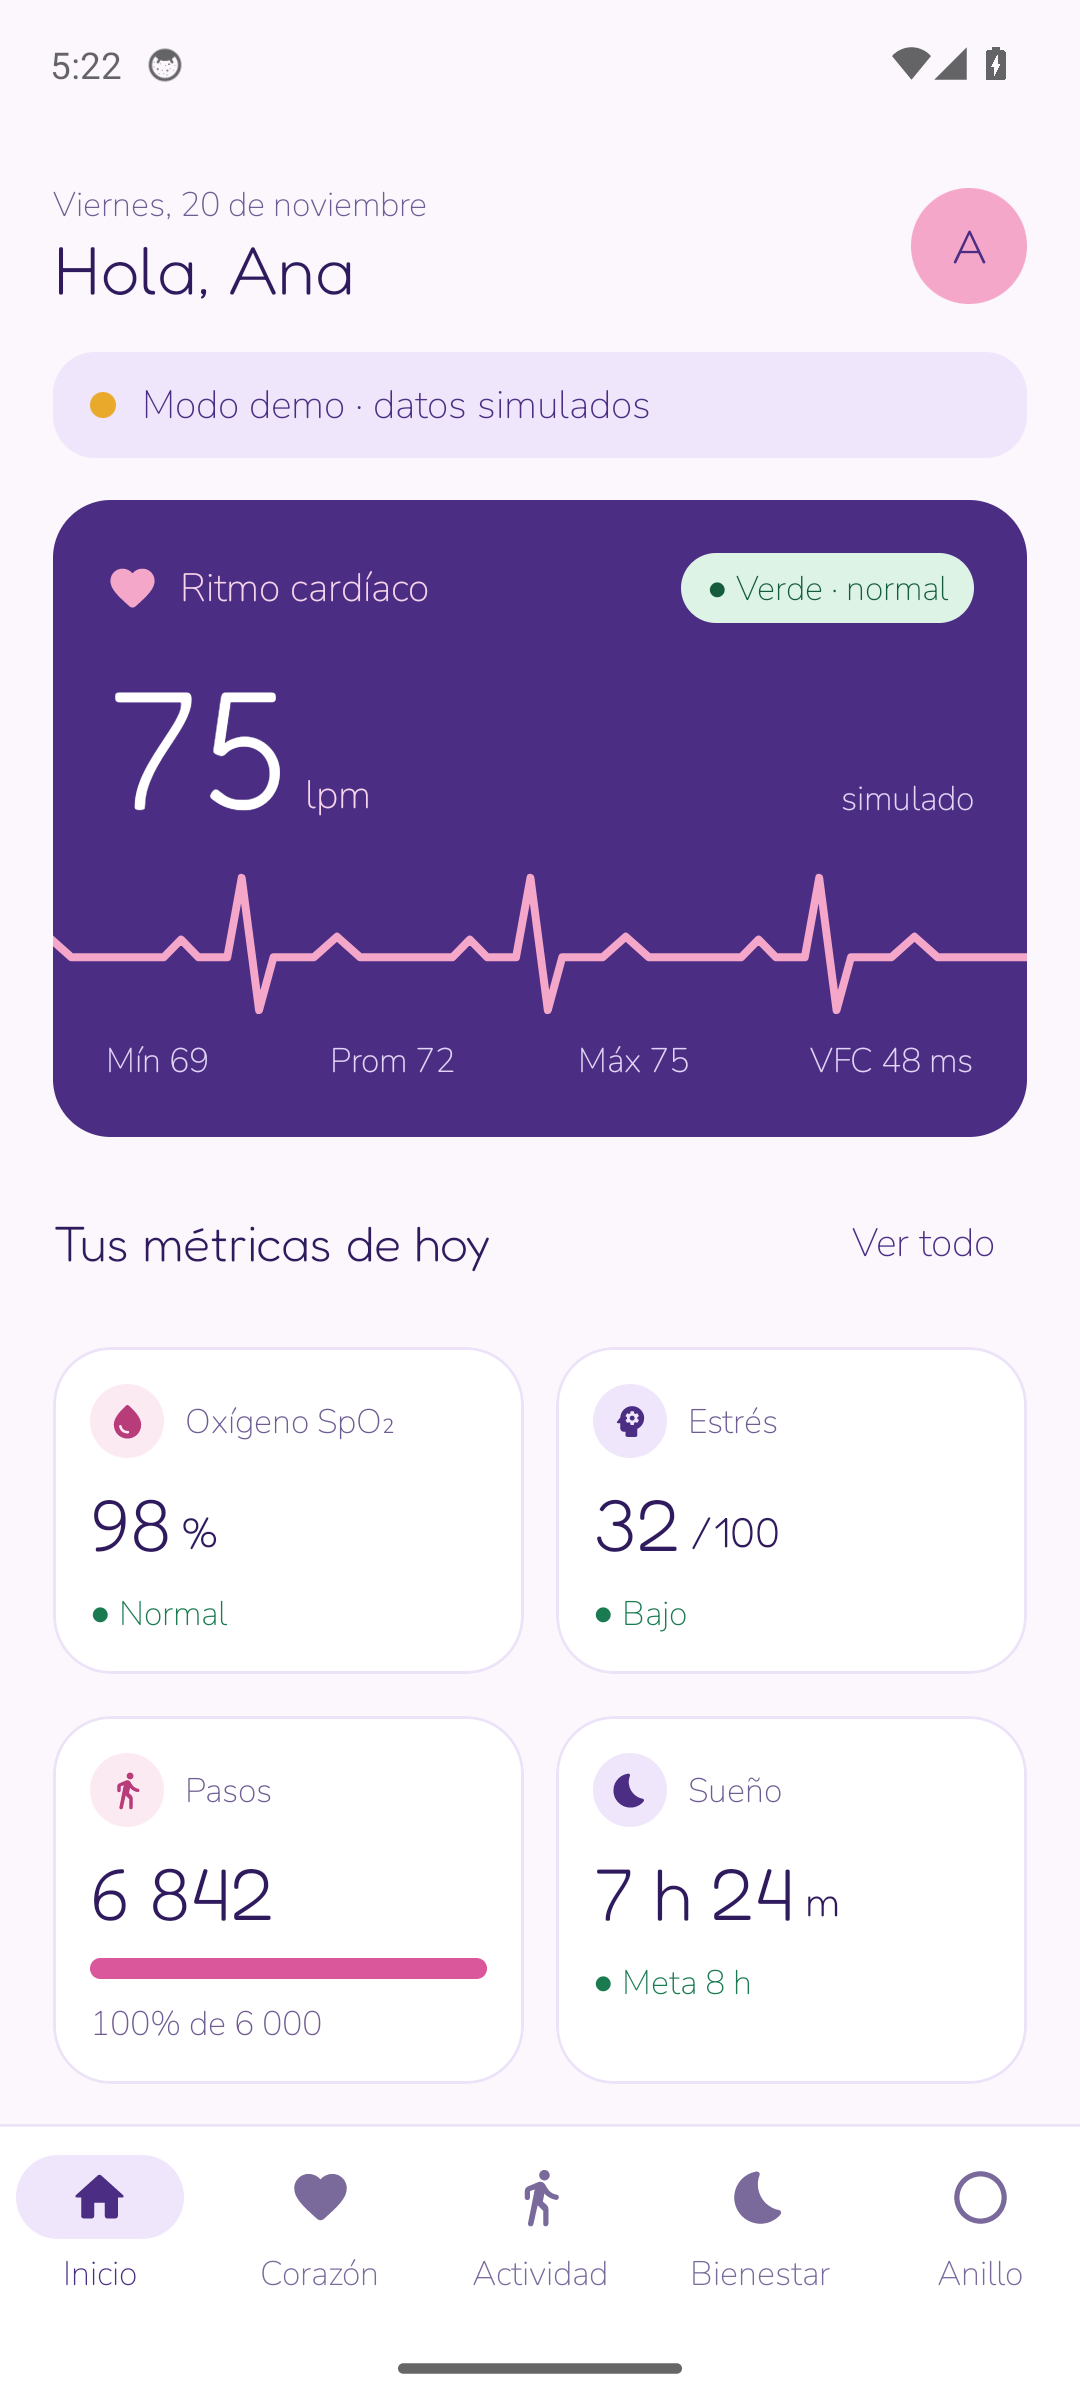 5:22
Viernes, 20 de noviembre
Hola, Ana
A
Modo demo · datos simulados
Ritmo cardíaco
● Verde · normal
75 lpm
simulado
Mín 69 Prom 72 Máx 75 VFC 48 ms
Tus métricas de hoy
Ver todo
Oxígeno SpO₂
98 %
● Normal
Estrés
32 /100
● Bajo
Pasos
6 842
100% de 6 000
Sueño
7 h 24 m
● Meta 8 h
Inicio Corazón Actividad Bienestar Anillo